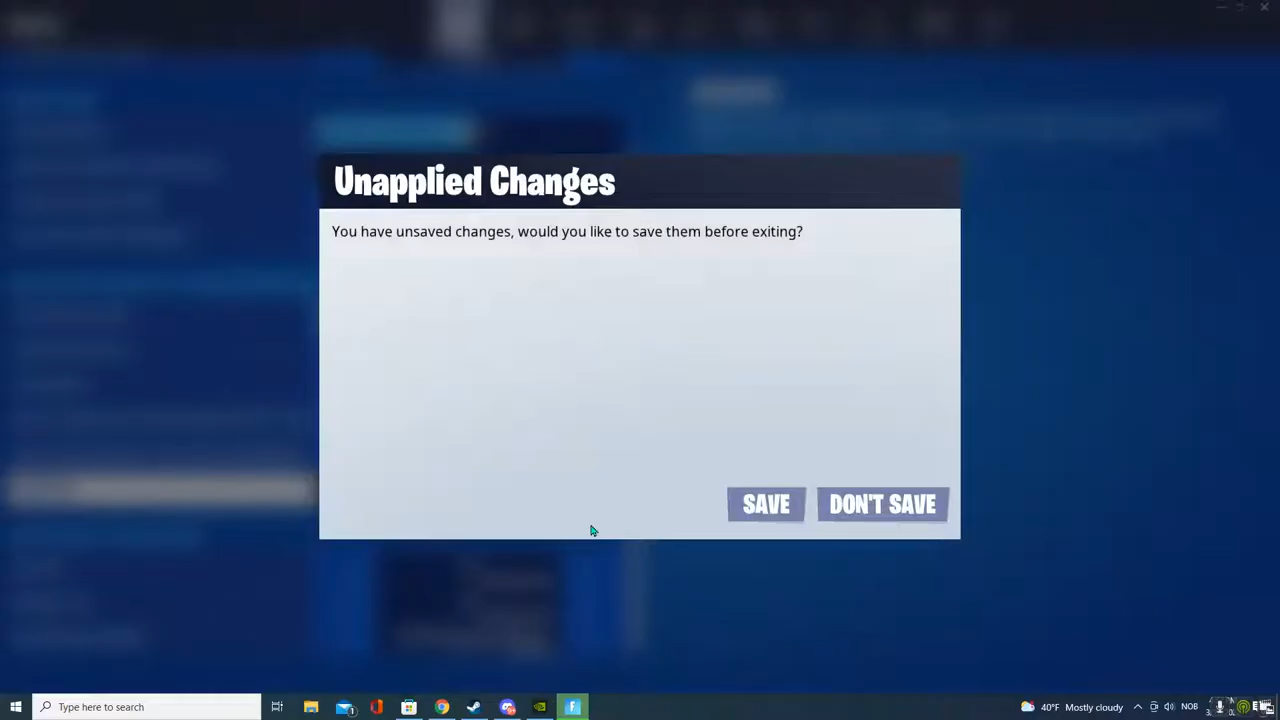 Unapplied Changes
You have unsaved changes, would you like to save them before exiting?
SAVE DON'T SAVE
Type here to search
40°F Mostly cloudy
NOB